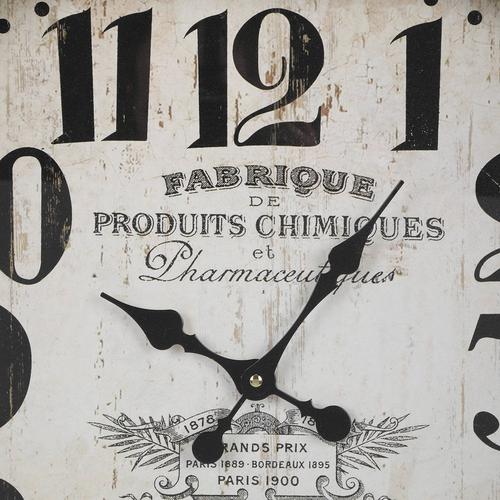 11 12 1
FABRIQUE
DE
PRODUITS CHIMIQUES
et
Pharmaceutiques
1878
GRANDS PRIX
PARIS 1889 · BORDEAUX 1895
PARIS 1900